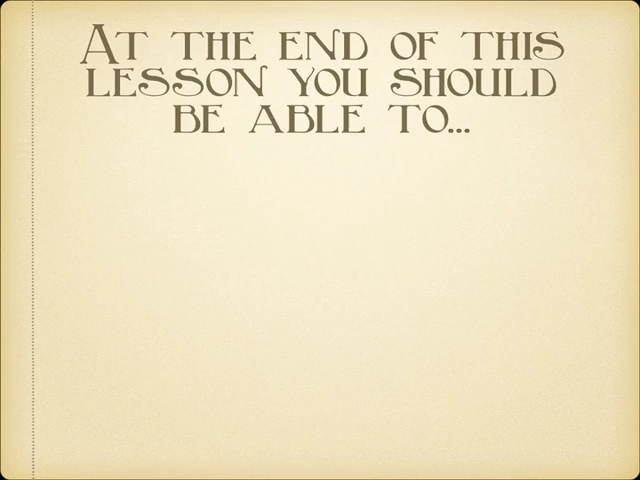 At the end of this
lesson you should
be able to...